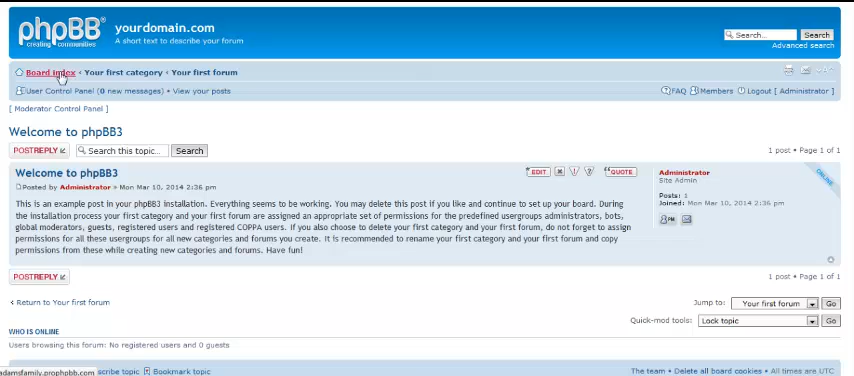 phpBB®
creating communities
yourdomain.com
A short text to describe your forum
Search...
Search
Advanced search
Board index ‹ Your first category ‹ Your first forum
User Control Panel (0 new messages) • View your posts
FAQ Members Logout [ Administrator ]
[ Moderator Control Panel ]
Welcome to phpBB3
POSTREPLY
Search this topic...
Search
1 post • Page 1 of 1
Welcome to phpBB3
EDIT
QUOTE
Posted by Administrator » Mon Mar 10, 2014 2:36 pm
This is an example post in your phpBB3 installation. Everything seems to be working. You may delete this post if you like and continue to set up your board. During
the installation process your first category and your first forum are assigned an appropriate set of permissions for the predefined usergroups administrators, bots,
global moderators, guests, registered users and registered COPPA users. If you also choose to delete your first category and your first forum, do not forget to assign
permissions for all these usergroups for all new categories and forums you create. It is recommended to rename your first category and your first forum and copy
permissions from these while creating new categories and forums. Have fun!
Administrator
Site Admin
Posts: 1
Joined: Mon Mar 10, 2014 2:36 pm
PM
ONLINE
POSTREPLY
1 post • Page 1 of 1
‹ Return to Your first forum
Jump to: Your first forum Go
Quick-mod tools: Lock topic Go
WHO IS ONLINE
Users browsing this forum: No registered users and 0 guests
adamsfamily.prophpbb.com
scribe topic Bookmark topic
The team • Delete all board cookies • All times are UTC